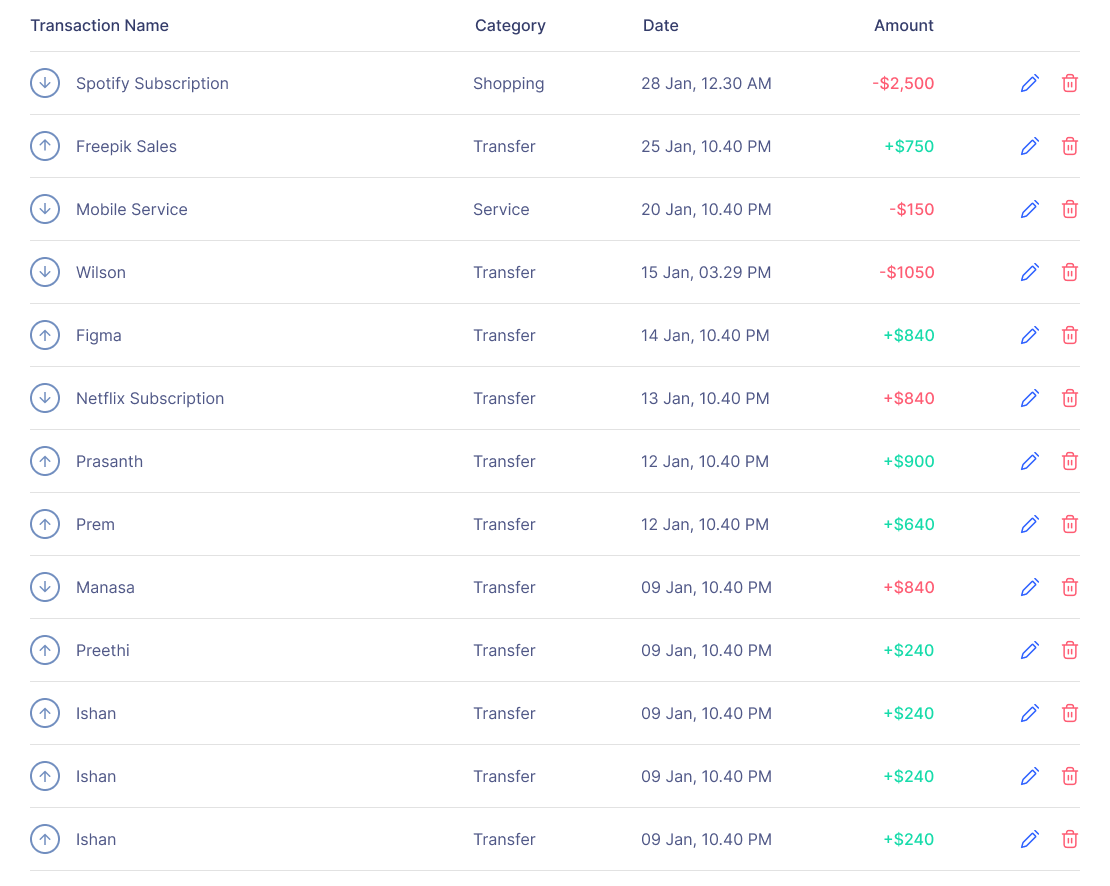 Transaction Name Category Date Amount
Spotify Subscription Shopping 28 Jan, 12.30 AM -$2,500
Freepik Sales Transfer 25 Jan, 10.40 PM +$750
Mobile Service Service 20 Jan, 10.40 PM -$150
Wilson Transfer 15 Jan, 03.29 PM -$1050
Figma Transfer 14 Jan, 10.40 PM +$840
Netflix Subscription Transfer 13 Jan, 10.40 PM +$840
Prasanth Transfer 12 Jan, 10.40 PM +$900
Prem Transfer 12 Jan, 10.40 PM +$640
Manasa Transfer 09 Jan, 10.40 PM +$840
Preethi Transfer 09 Jan, 10.40 PM +$240
Ishan Transfer 09 Jan, 10.40 PM +$240
Ishan Transfer 09 Jan, 10.40 PM +$240
Ishan Transfer 09 Jan, 10.40 PM +$240